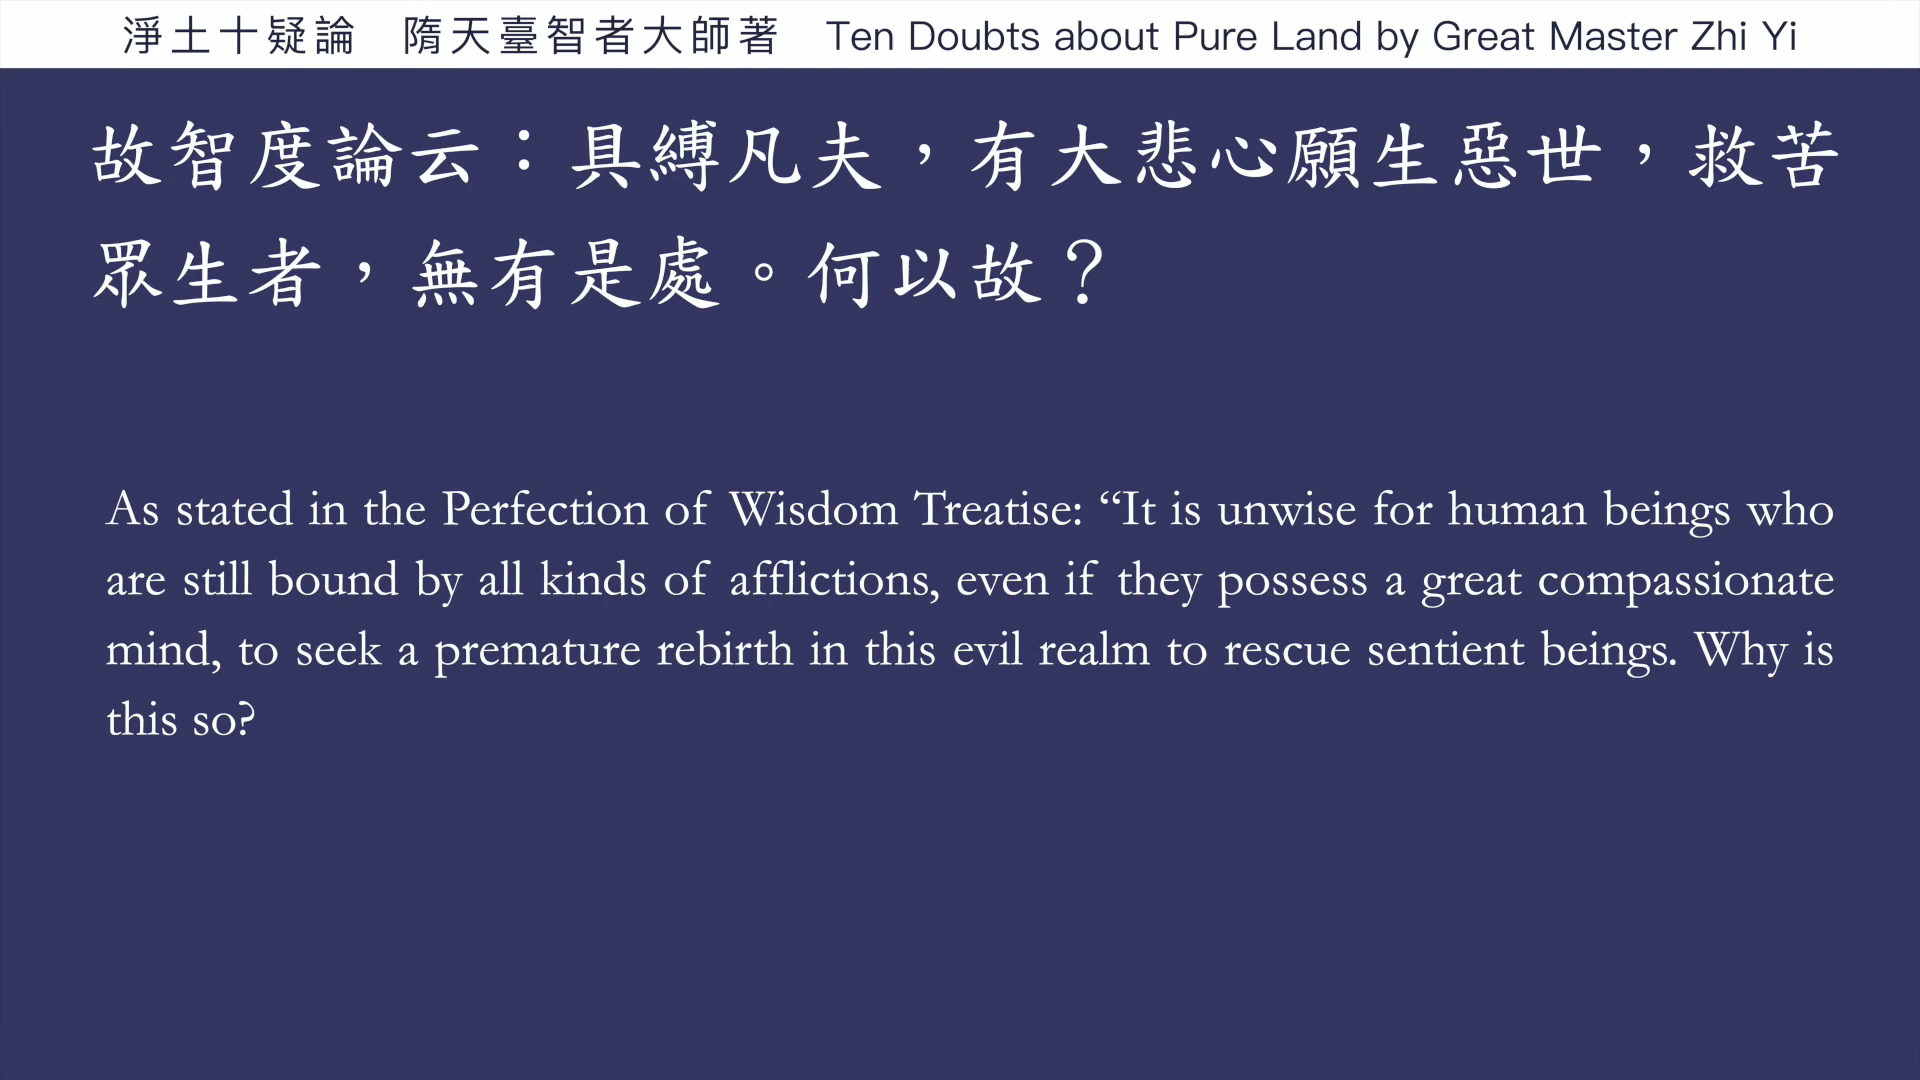 淨土十疑論　隋天臺智者大師著　Ten Doubts about Pure Land by Great Master Zhi Yi
故智度論云：具縛凡夫，有大悲心願生惡世，救苦
眾生者，無有是處。何以故？
As stated in the Perfection of Wisdom Treatise: “It is unwise for human beings who
are still bound by all kinds of afflictions, even if they possess a great compassionate
mind, to seek a premature rebirth in this evil realm to rescue sentient beings. Why is
this so?